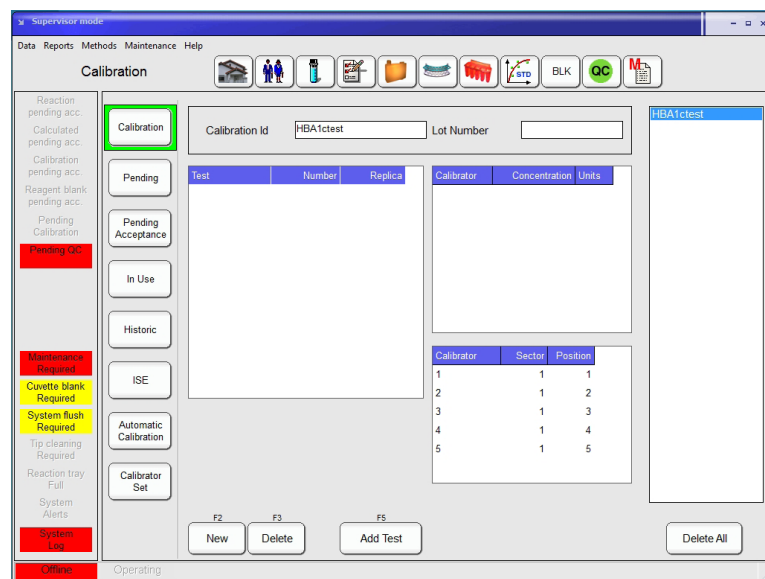 Supervisor mode
Data Reports Methods Maintenance Help
Calibration
STD
BLK
QC
M
Reaction
pending acc.
Calculated
pending acc.
Calibration
pending acc.
Reagent blank
pending acc.
Pending
Calibration
Pending QC
Maintenance
Required
Cuvette blank
Required
System flush
Required
Tip cleaning
Required
Reaction tray
Full
System
Alerts
System
Log
Calibration
Pending
Pending
Acceptance
In Use
Historic
ISE
Automatic
Calibration
Calibrator
Set
Calibration Id HBA1ctest Lot Number
Test Number Replica
Calibrator Concentration Units
Calibrator Sector Position
1 1 1
2 1 2
3 1 3
4 1 4
5 1 5
HBA1ctest
F2 F3 F5
New Delete Add Test Delete All
Offline Operating